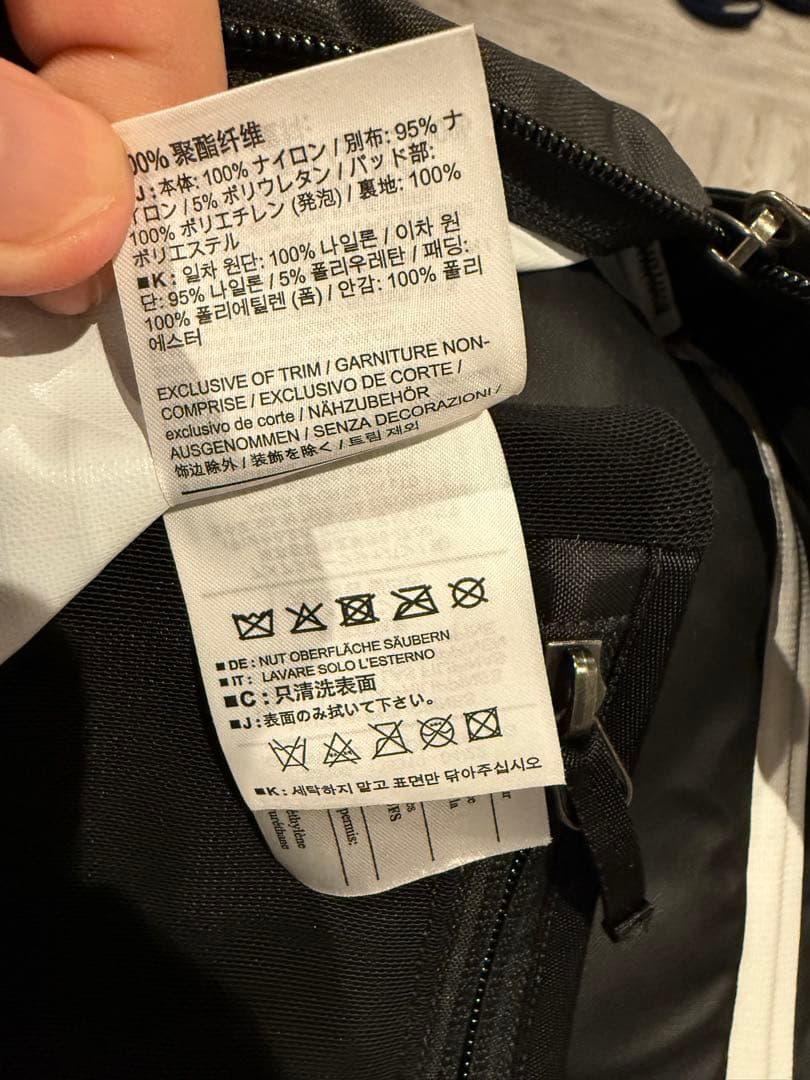 00% 聚酯纤维
J: 本体: 100% ナイロン / 別布: 95% ナ
イロン / 5% ポリウレタン / パッド部:
100% ポリエチレン (発泡) / 裏地: 100%
ポリエステル
■K: 일차 원단: 100% 나일론 / 이차 원
단: 95% 나일론 / 5% 폴리우레탄 / 패딩:
100% 폴리에틸렌 (폼) / 안감: 100% 폴리
에스터
EXCLUSIVE OF TRIM / GARNITURE NON-
COMPRISE / EXCLUSIVO DE CORTE /
exclusivo de corte / NÄHZUBEHÖR
AUSGENOMMEN / SENZA DECORAZIONI /
饰边除外 / 装飾を除く / 트림 제외
■DE: NUT OBERFLÄCHE SÄUBERN
■IT: LAVARE SOLO L'ESTERNO
■C: 只清洗表面
■J: 表面のみ拭いて下さい。
■K: 세탁하지 말고 표면만 닦아주십시오
éthylène
uréthane
permis:
la